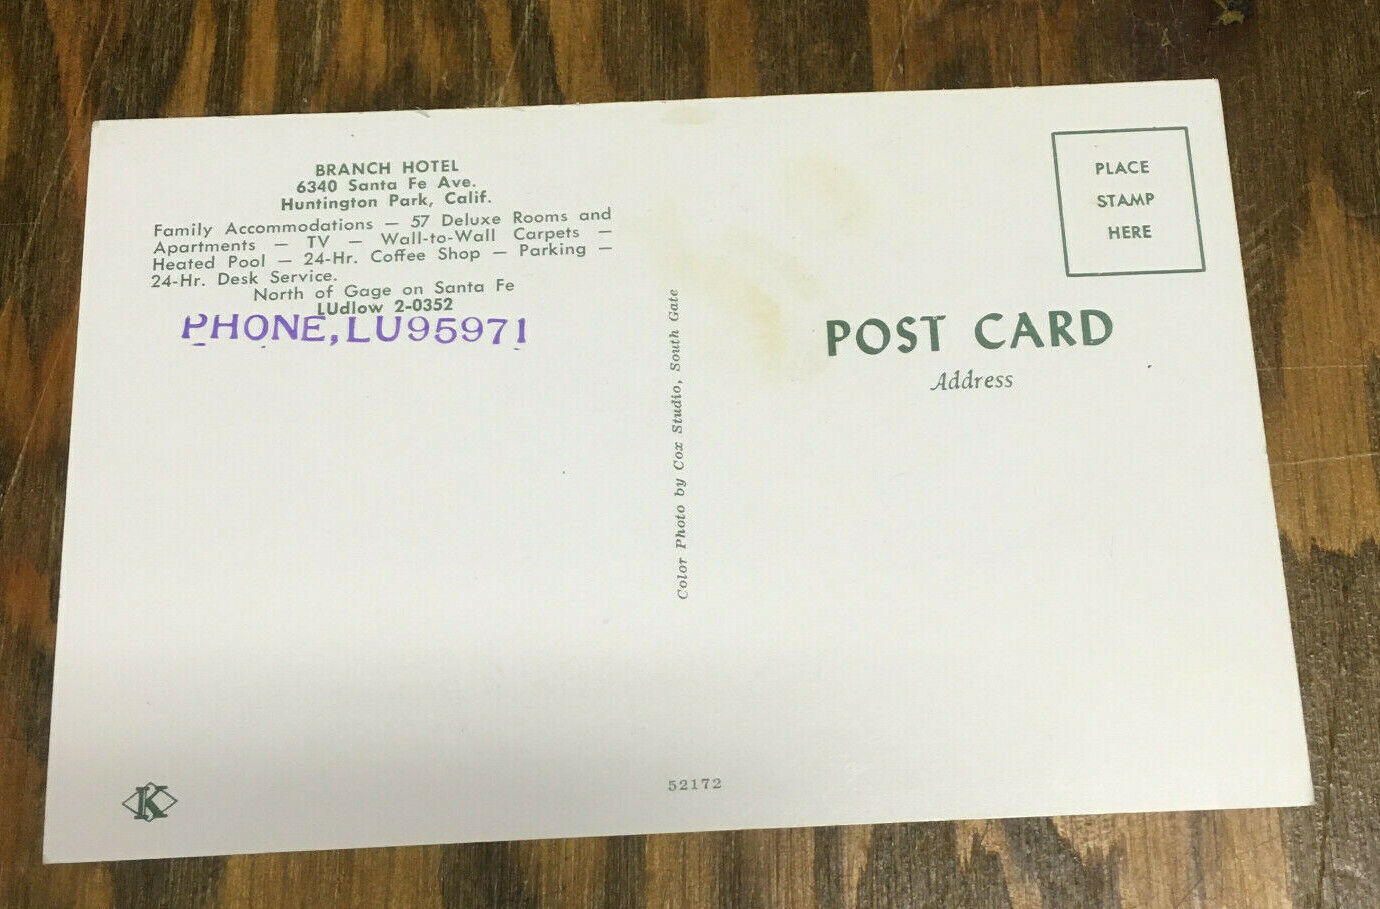 BRANCH HOTEL
6340 Santa Fe Ave.
Huntington Park, Calif.
Family Accommodations — 57 Deluxe Rooms and
Apartments — TV — Wall-to-Wall Carpets —
Heated Pool — 24-Hr. Coffee Shop — Parking —
24-Hr. Desk Service.
North of Gage on Santa Fe
LUdlow 2-0352
PHONE,LU95971
K
Color Photo by Cox Studio, South Gate
52172
PLACE
STAMP
HERE
POST CARD
Address